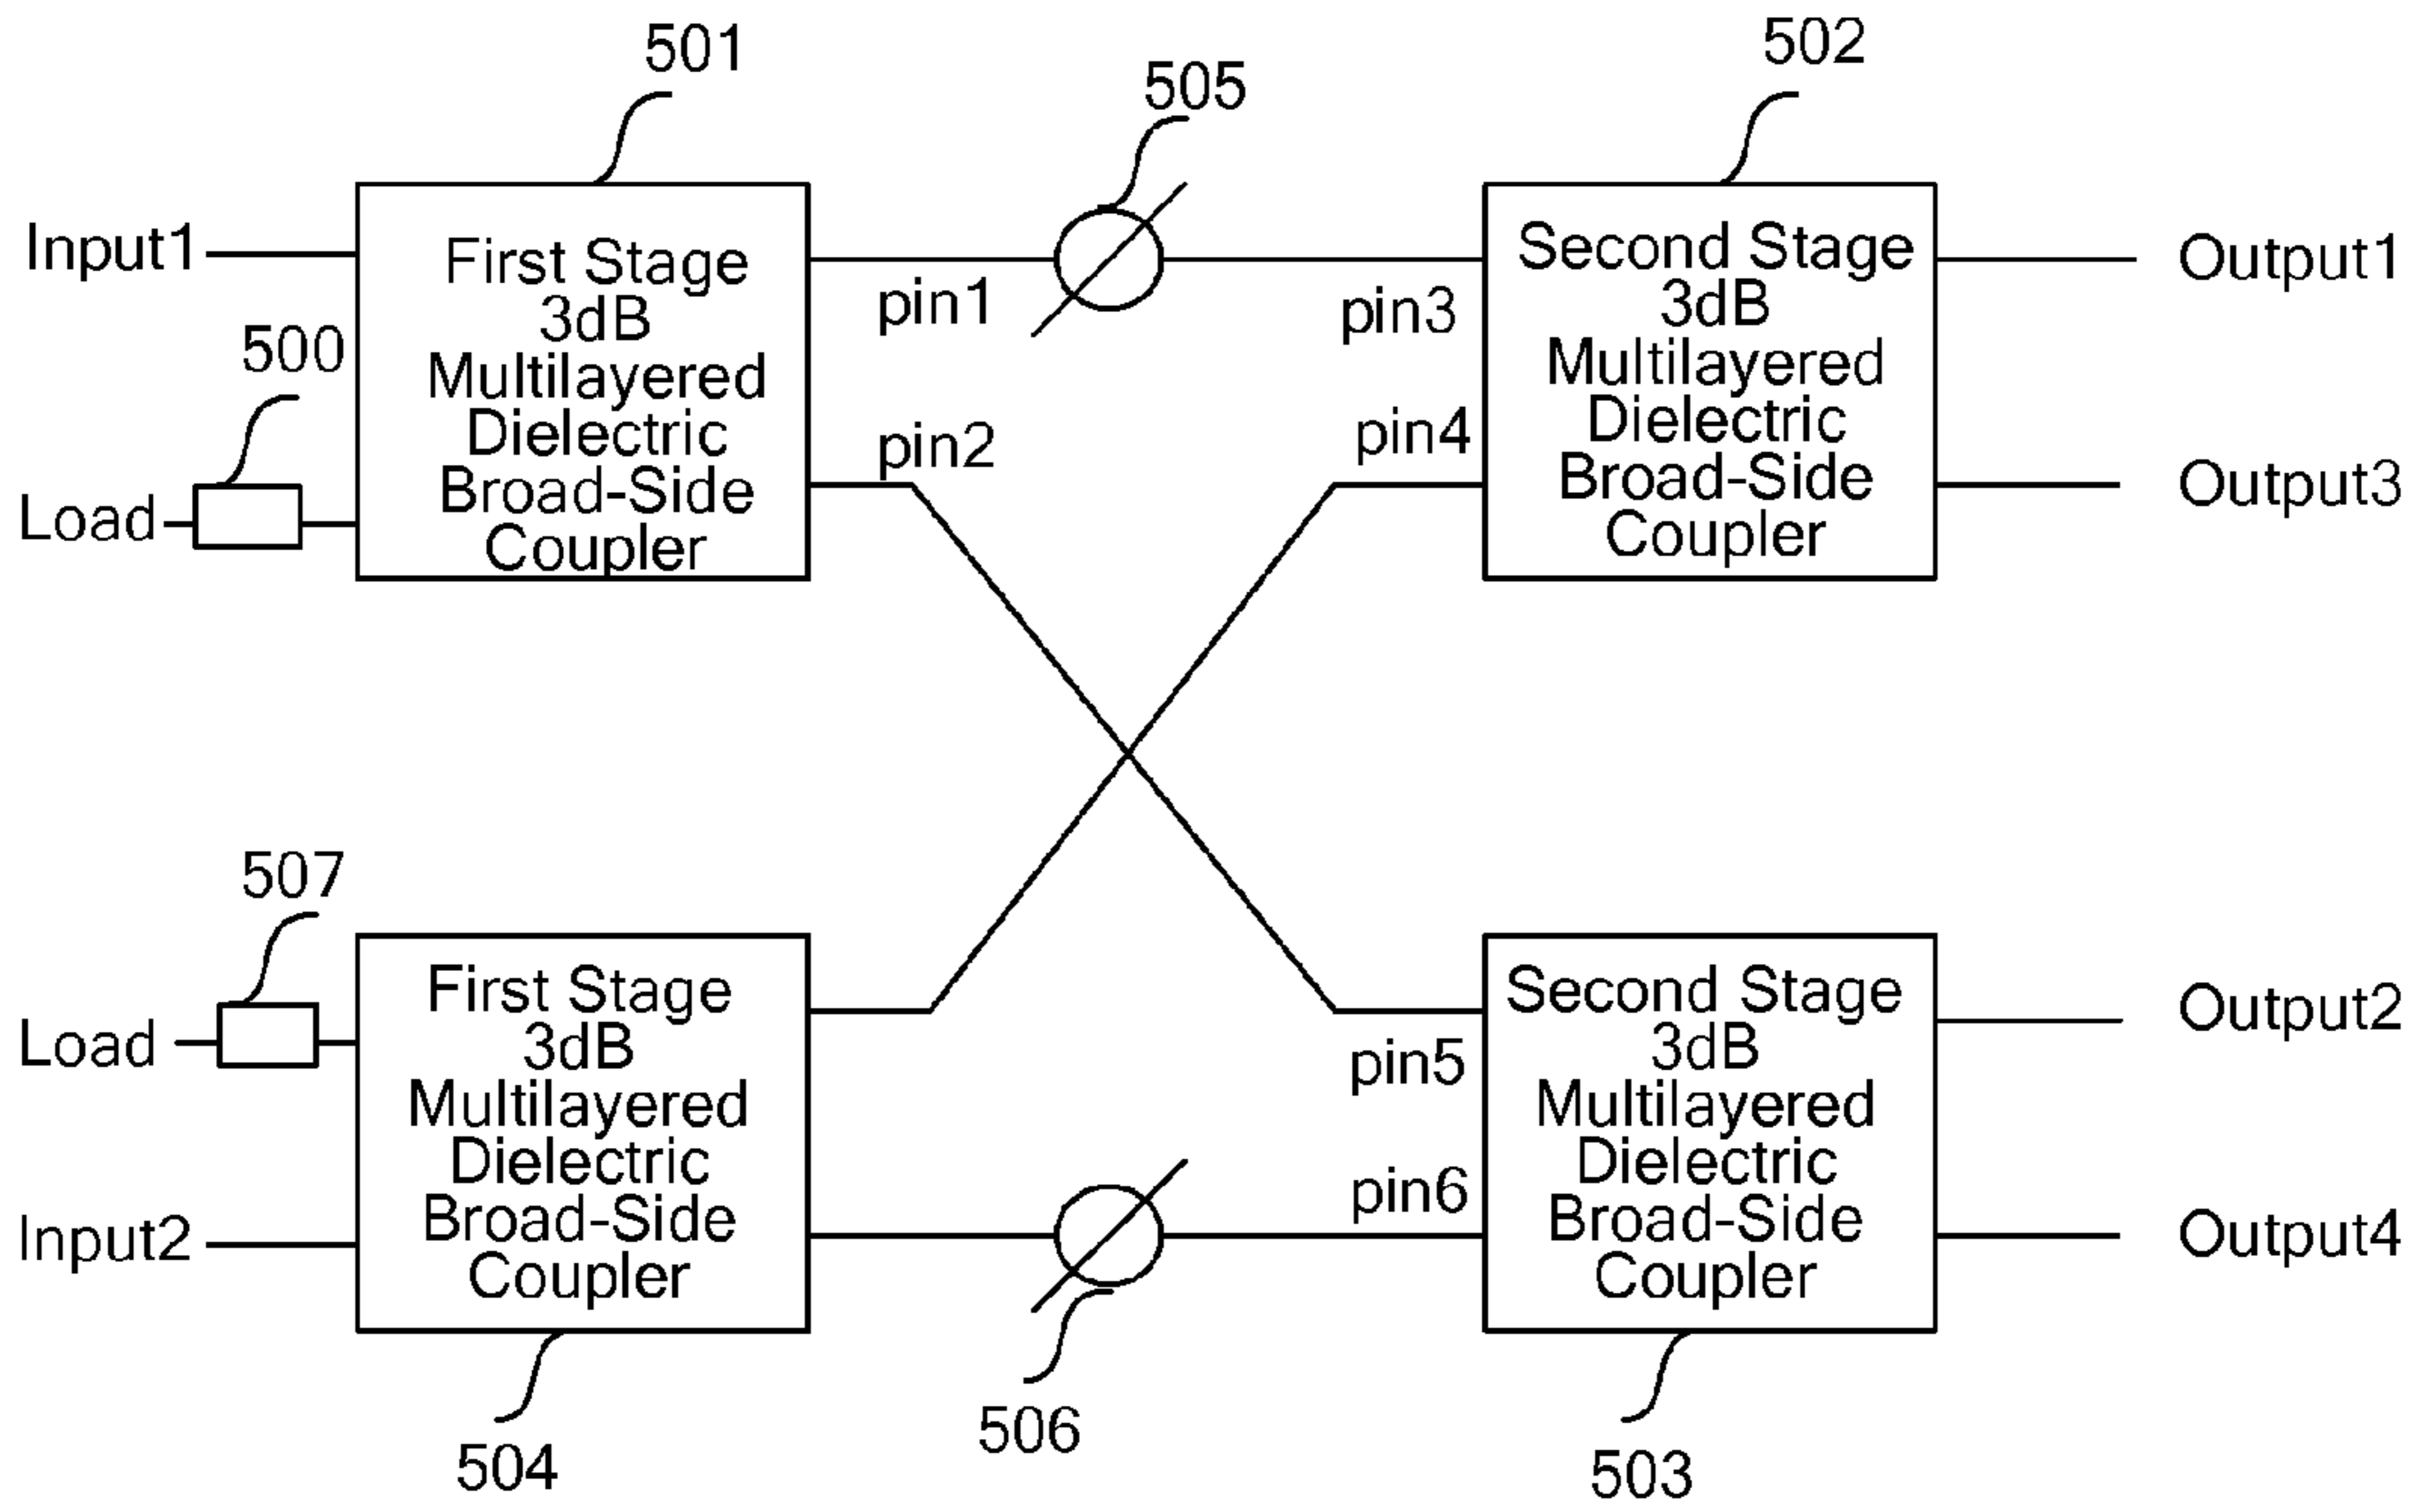 501
502
505
Input1
First Stage
3dB
Multilayered
Dielectric
Broad-Side
Coupler
500
Load
pin1
pin2
pin3
pin4
Second Stage
3dB
Multilayered
Dielectric
Broad-Side
Coupler
Output1
Output3
507
Load
Input2
First Stage
3dB
Multilayered
Dielectric
Broad-Side
Coupler
pin5
pin6
Second Stage
3dB
Multilayered
Dielectric
Broad-Side
Coupler
Output2
Output4
504
506
503